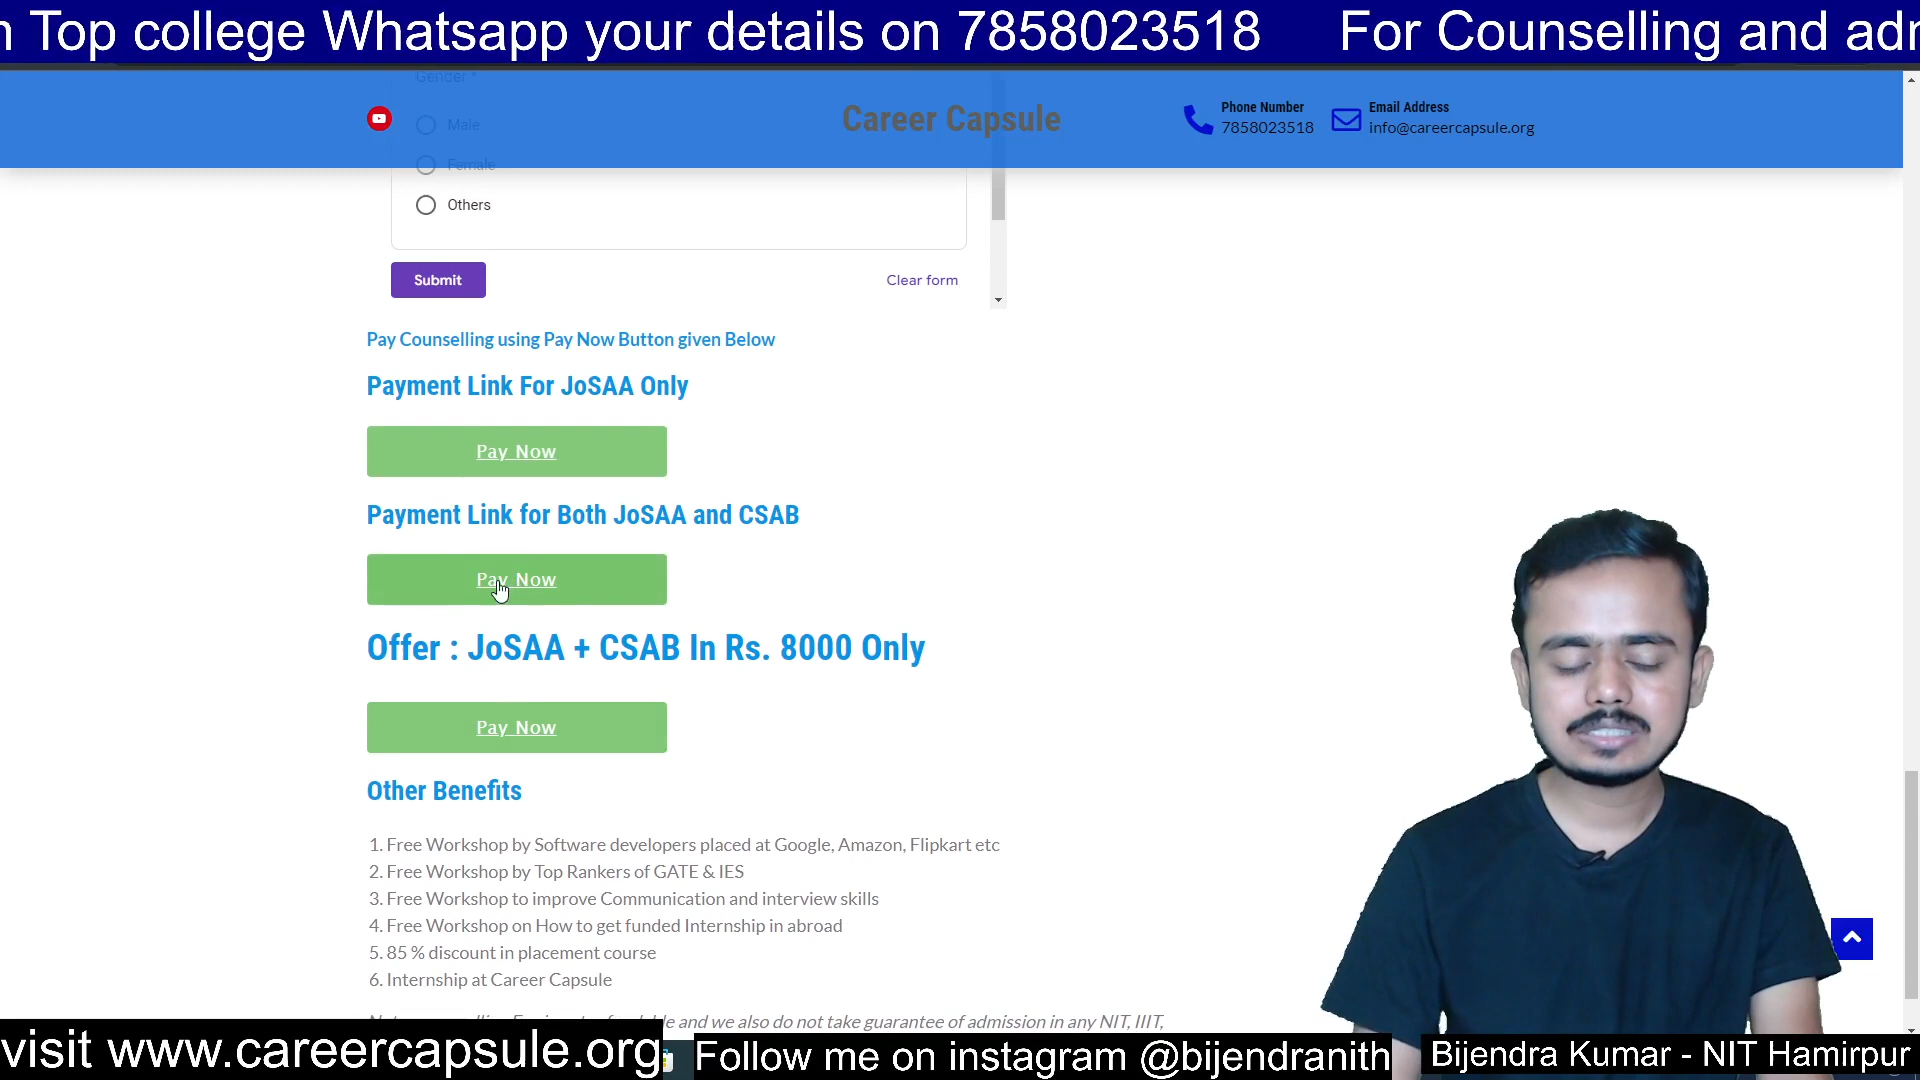 n Top college Whatsapp your details on 7858023518 For Counselling and adm
Gender *
Male
Female
Others
Career Capsule
Phone Number
7858023518
Email Address
info@careercapsule.org
Submit
Clear form
Pay Counselling using Pay Now Button given Below
Payment Link For JoSAA Only
Pay Now
Payment Link for Both JoSAA and CSAB
Pay Now
Offer : JoSAA + CSAB In Rs. 8000 Only
Pay Now
Other Benefits
1. Free Workshop by Software developers placed at Google, Amazon, Flipkart etc
2. Free Workshop by Top Rankers of GATE & IES
3. Free Workshop to improve Communication and interview skills
4. Free Workshop on How to get funded Internship in abroad
5. 85 % discount in placement course
6. Internship at Career Capsule
and we also do not take guarantee of admission in any NIT, IIIT,
visit www.careercapsule.org
Follow me on instagram @bijendranith
Bijendra Kumar - NIT Hamirpur